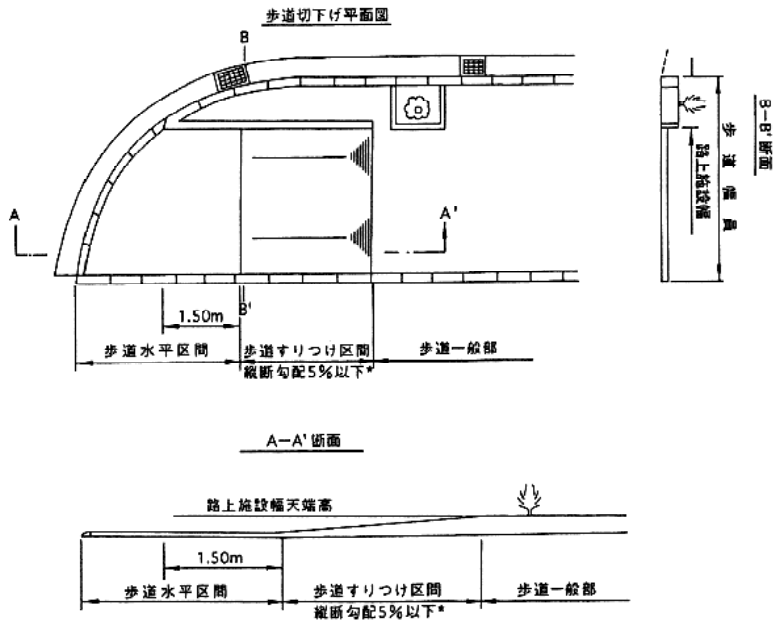 歩道切下げ平面図
B
A
A'
B'
1.50m
歩道水平区間
歩道すりつけ区間
縦断勾配5%以下*
歩道一般部
B-B'断面
歩道幅員
路上施設幅
A-A'断面
路上施設幅天端高
1.50m
歩道水平区間
歩道すりつけ区間
縦断勾配5%以下*
歩道一般部